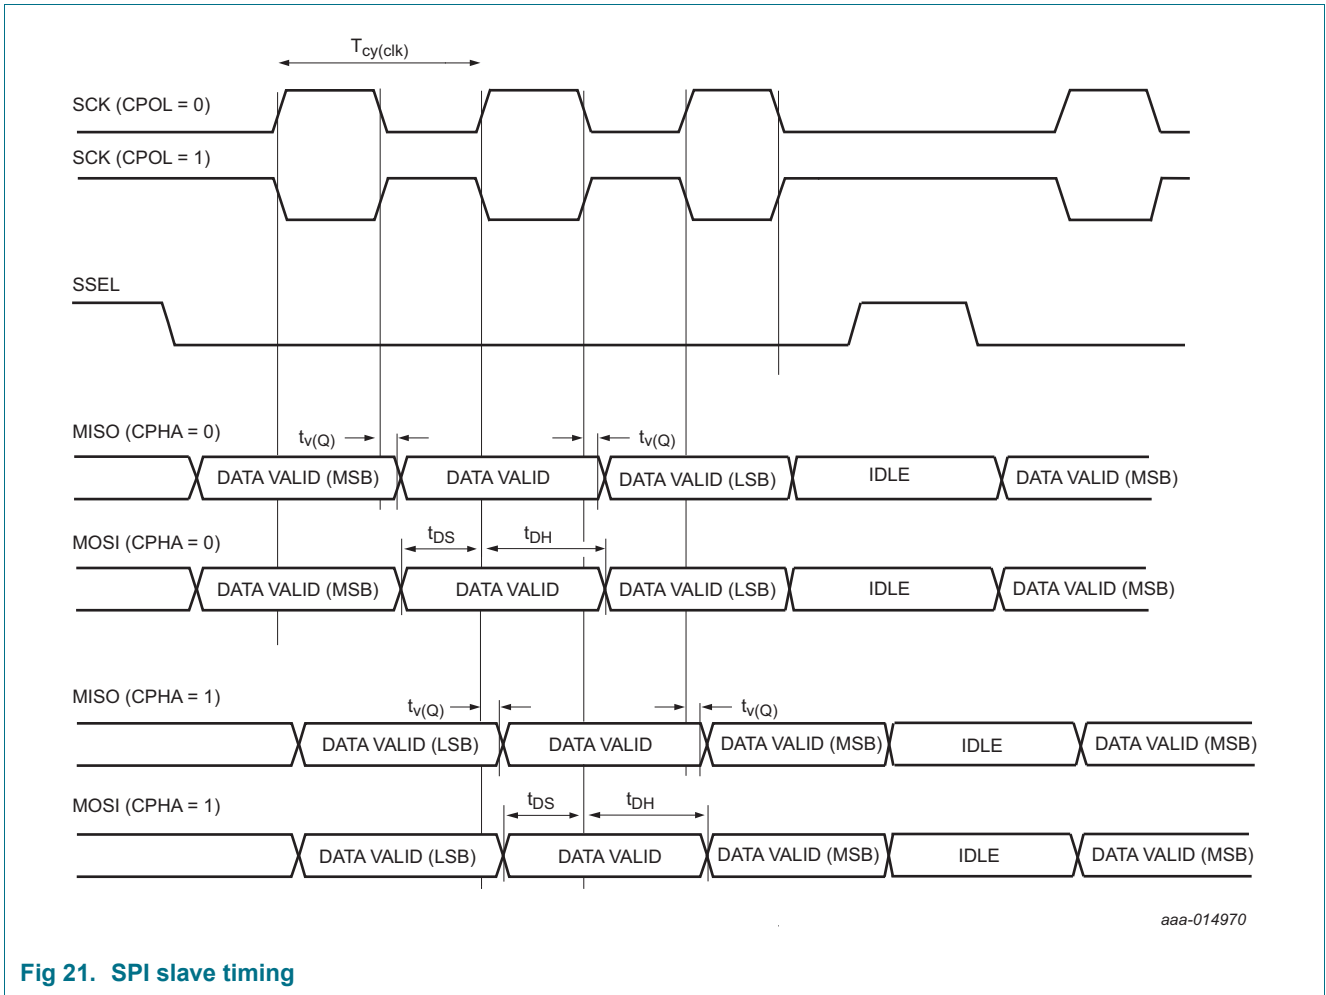 Tcy(clk)
SCK (CPOL = 0)
SCK (CPOL = 1)
SSEL
MISO (CPHA = 0)
tv(Q)
tv(Q)
DATA VALID (MSB)
DATA VALID
DATA VALID (LSB)
IDLE
DATA VALID (MSB)
MOSI (CPHA = 0)
tDS
tDH
DATA VALID (MSB)
DATA VALID
DATA VALID (LSB)
IDLE
DATA VALID (MSB)
MISO (CPHA = 1)
tv(Q)
tv(Q)
DATA VALID (LSB)
DATA VALID
DATA VALID (MSB)
IDLE
DATA VALID (MSB)
MOSI (CPHA = 1)
tDS
tDH
DATA VALID (LSB)
DATA VALID
DATA VALID (MSB)
IDLE
DATA VALID (MSB)
aaa-014970
Fig 21. SPI slave timing